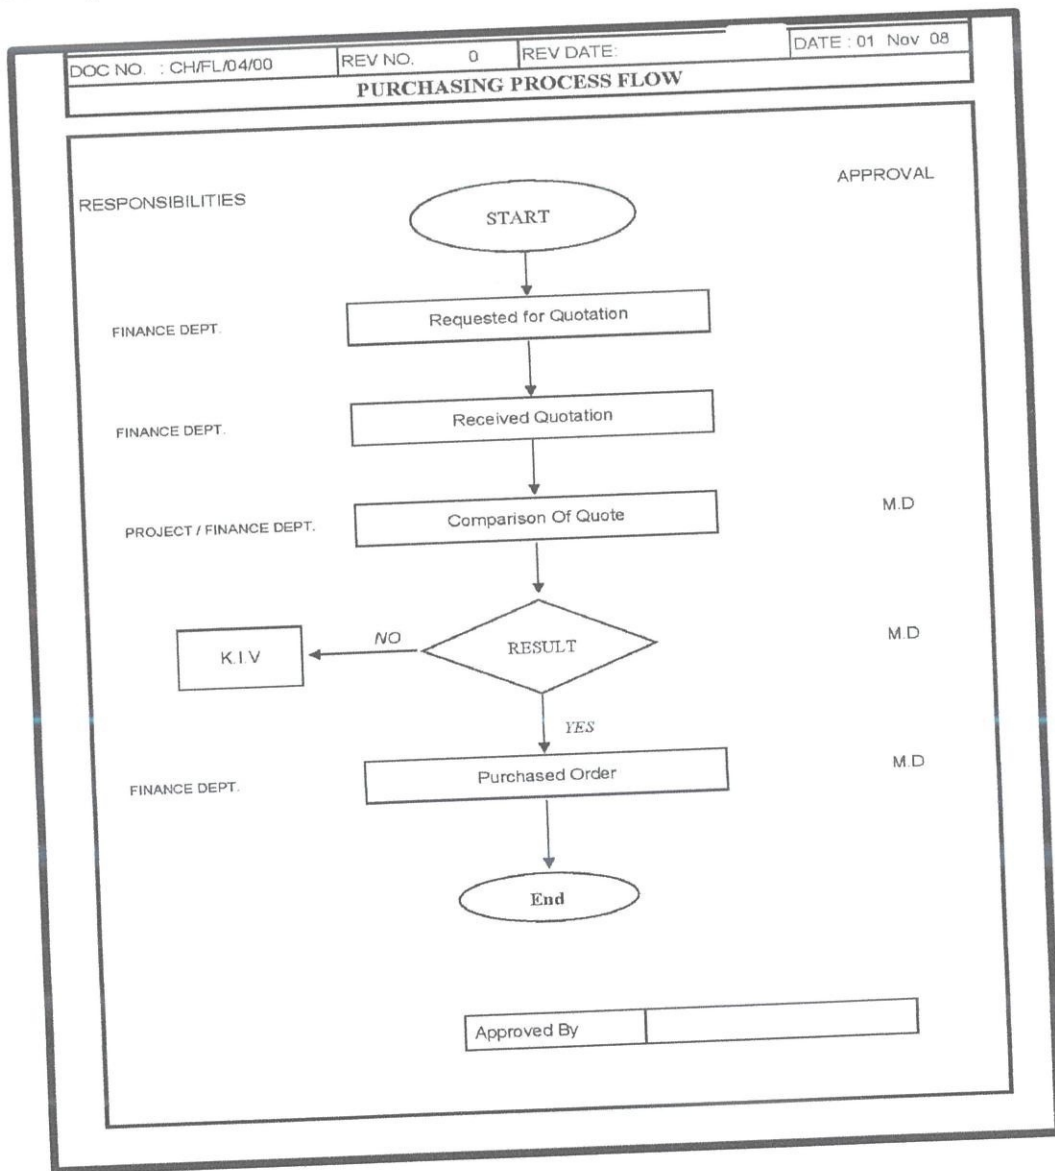 DOC NO. : CH/FL/04/00 REV NO. 0 REV DATE: DATE : 01 Nov 08
PURCHASING PROCESS FLOW
RESPONSIBILITIES
APPROVAL
START
FINANCE DEPT.
Requested for Quotation
FINANCE DEPT.
Received Quotation
PROJECT / FINANCE DEPT.
Comparison Of Quote
M.D
K.I.V
NO
RESULT
M.D
YES
FINANCE DEPT.
Purchased Order
M.D
End
Approved By